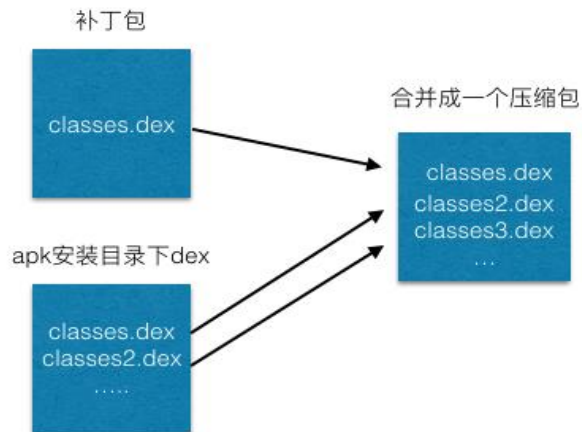 补丁包
classes.dex
合并成一个压缩包
classes.dex
classes2.dex
classes3.dex
...
apk安装目录下dex
classes.dex
classes2.dex
.....